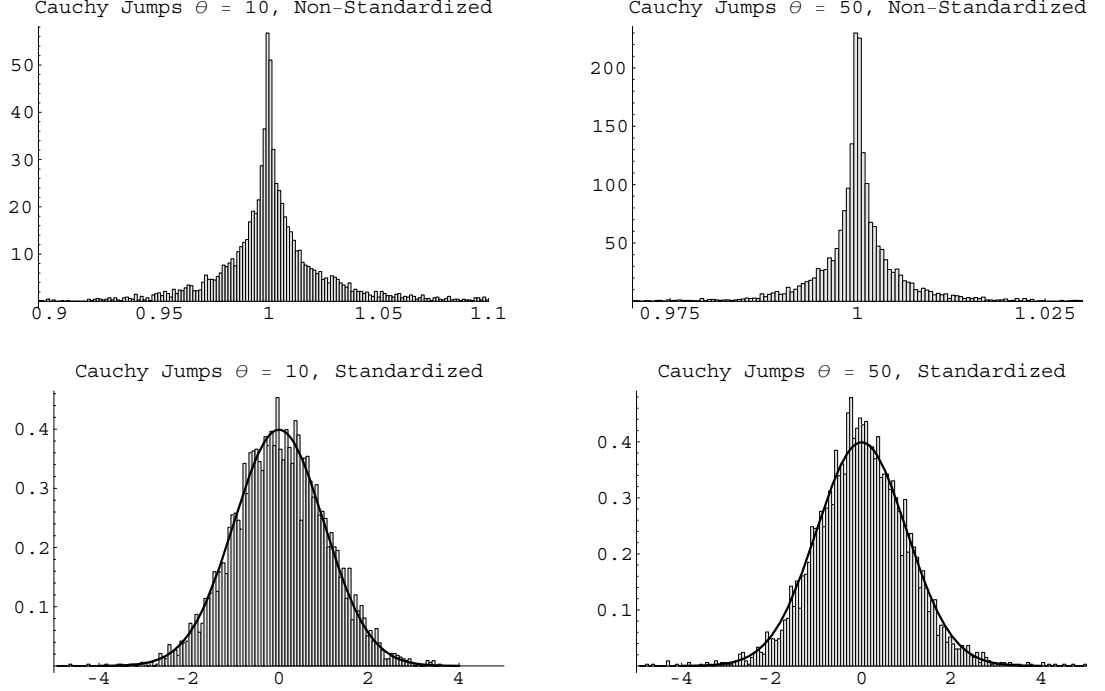 Cauchy Jumps θ = 10, Non-Standardized
50
40
30
20
10
0.9 0.95 1 1.05 1.1
Cauchy Jumps θ = 50, Non-Standardized
200
150
100
50
0.975 1 1.025
Cauchy Jumps θ = 10, Standardized
0.4
0.3
0.2
0.1
-4 -2 0 2 4
Cauchy Jumps θ = 50, Standardized
0.4
0.3
0.2
0.1
-4 -2 0 2 4